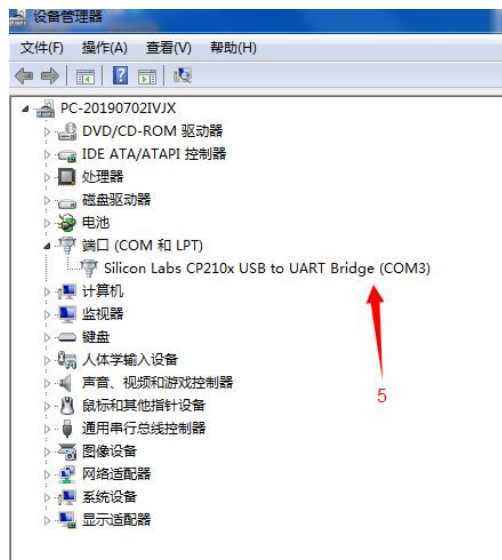 设备管理器
文件(F) 操作(A) 查看(V) 帮助(H)
PC-20190702IVJX
DVD/CD-ROM 驱动器
IDE ATA/ATAPI 控制器
处理器
磁盘驱动器
电池
端口 (COM 和 LPT)
Silicon Labs CP210x USB to UART Bridge (COM3)
计算机
监视器
键盘
人体学输入设备
声音、视频和游戏控制器
5
鼠标和其他指针设备
通用串行总线控制器
图像设备
网络适配器
系统设备
显示适配器